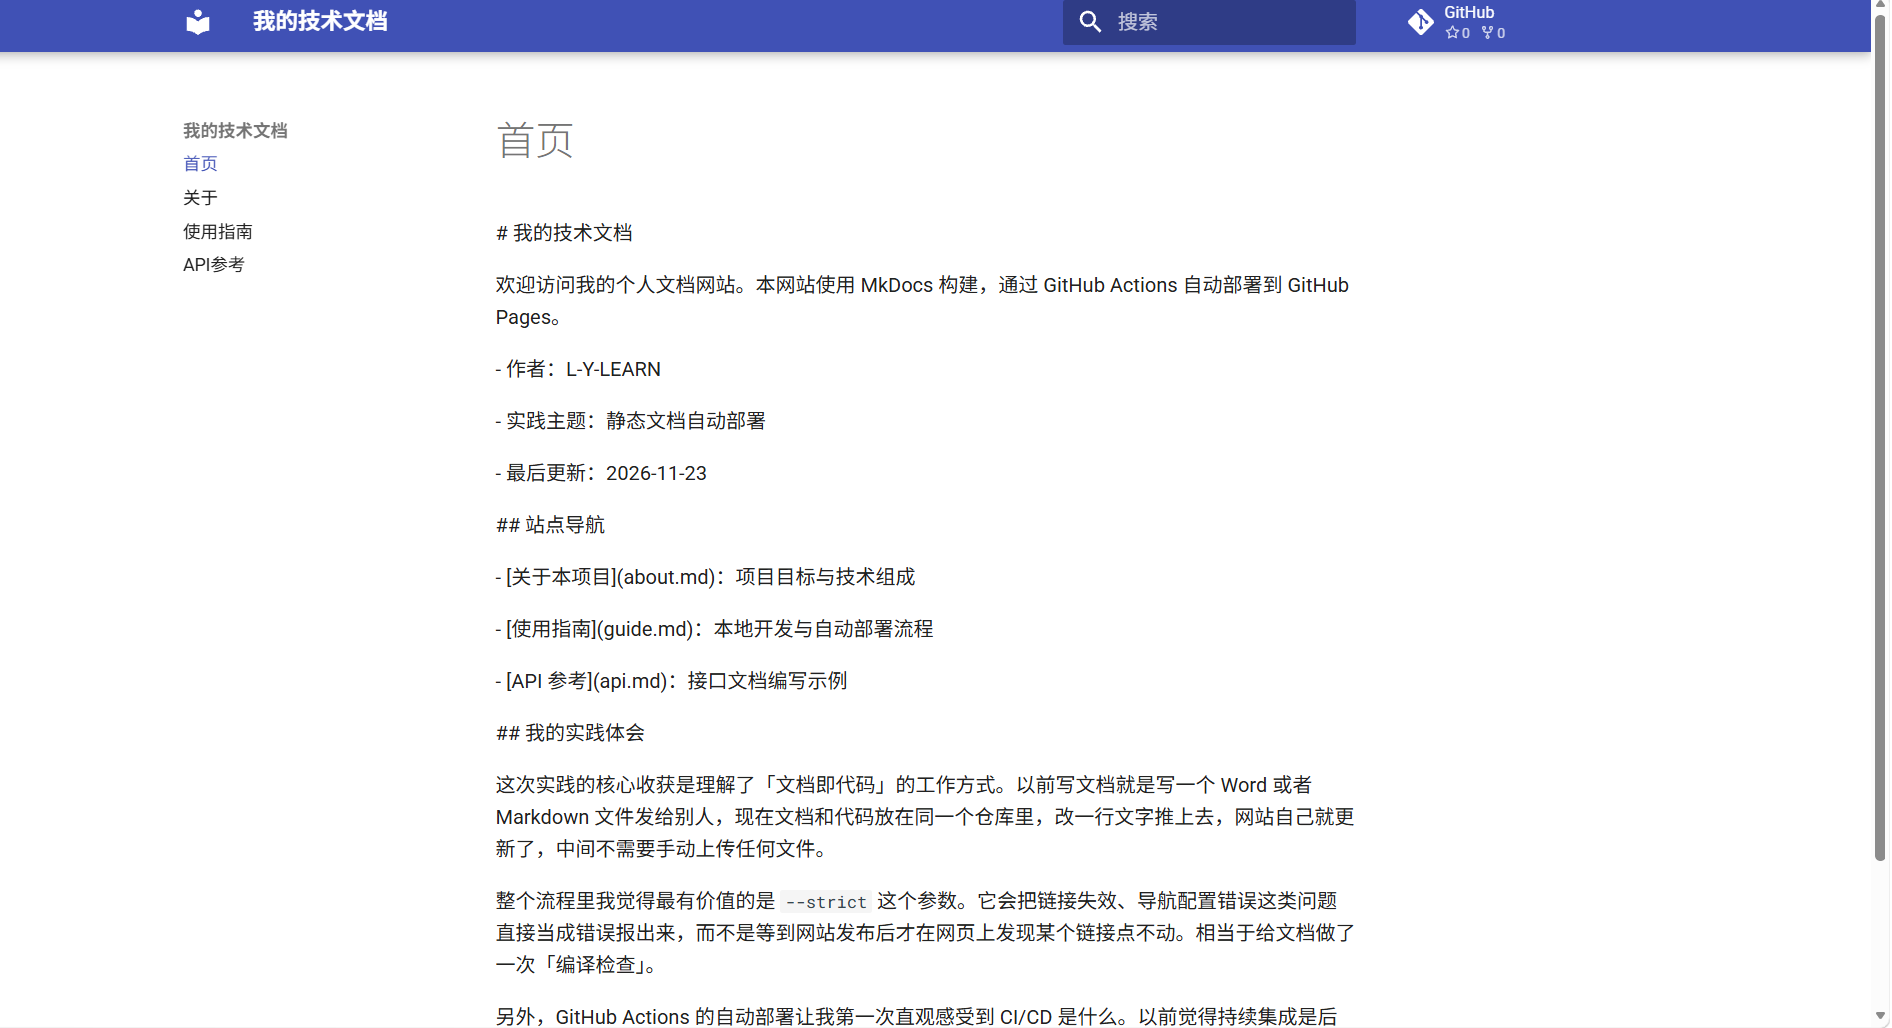 我的技术文档
搜索
GitHub
0 0
我的技术文档
首页
关于
使用指南
API参考
首页
# 我的技术文档
欢迎访问我的个人文档网站。本网站使用 MkDocs 构建，通过 GitHub Actions 自动部署到 GitHub
Pages。
- 作者：L-Y-LEARN
- 实践主题：静态文档自动部署
- 最后更新：2026-11-23
## 站点导航
- [关于本项目](about.md)：项目目标与技术组成
- [使用指南](guide.md)：本地开发与自动部署流程
- [API 参考](api.md)：接口文档编写示例
## 我的实践体会
这次实践的核心收获是理解了「文档即代码」的工作方式。以前写文档就是写一个 Word 或者
Markdown 文件发给别人，现在文档和代码放在同一个仓库里，改一行文字推上去，网站自己就更
新了，中间不需要手动上传任何文件。
整个流程里我觉得最有价值的是 --strict 这个参数。它会把链接失效、导航配置错误这类问题
直接当成错误报出来，而不是等到网站发布后才在网页上发现某个链接点不动。相当于给文档做了
一次「编译检查」。
另外，GitHub Actions 的自动部署让我第一次直观感受到 CI/CD 是什么。以前觉得持续集成是后